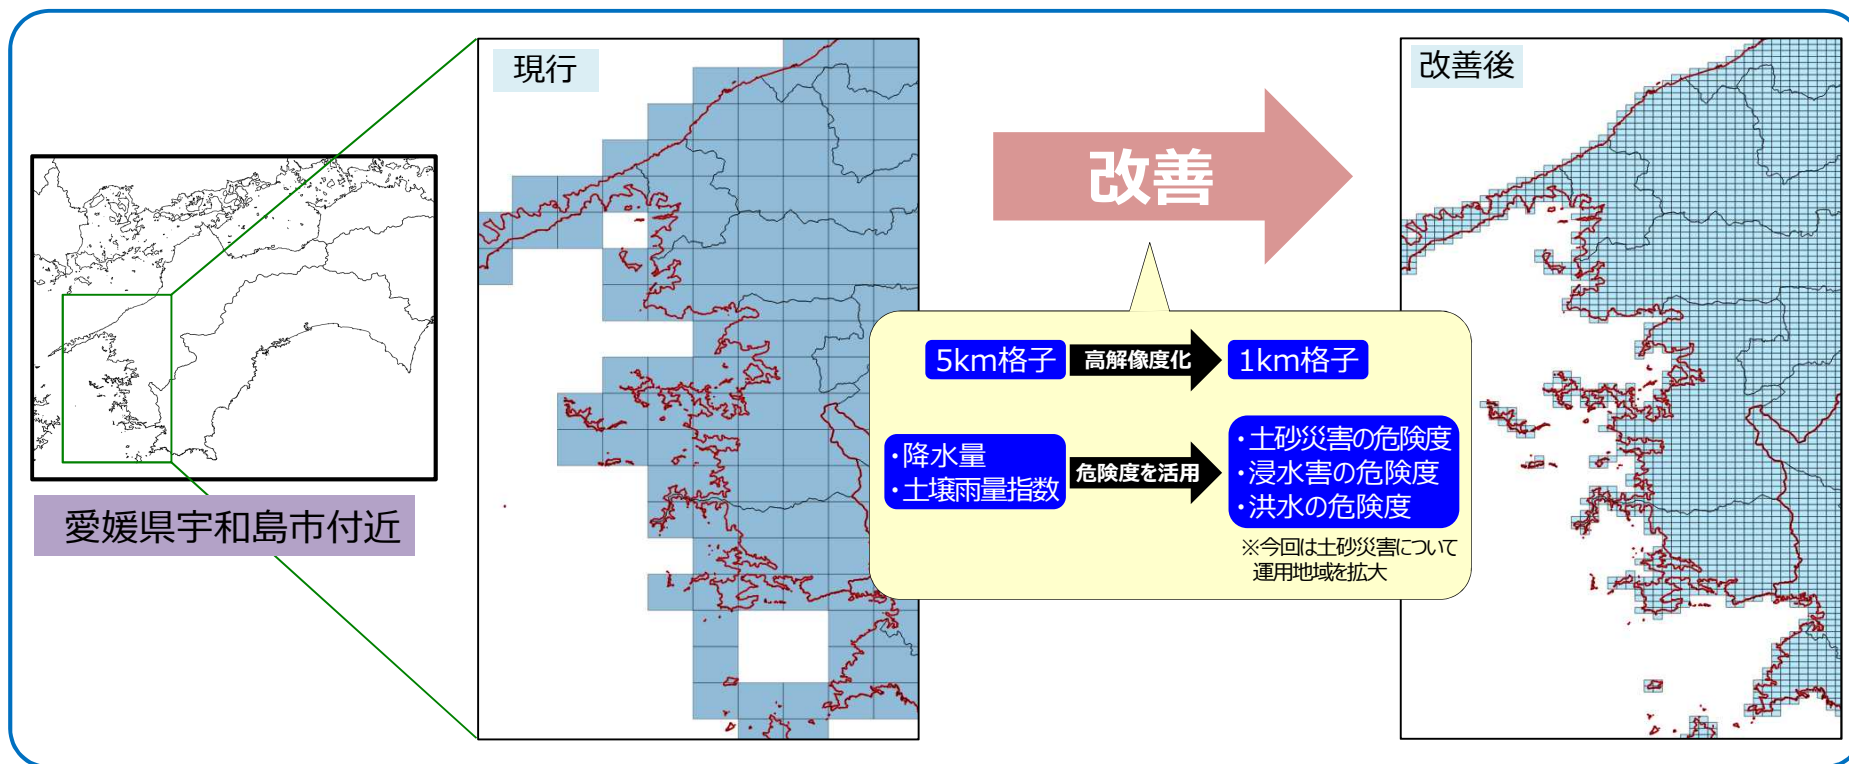 現行
改善後
改善
5km格子
高解像度化
1km格子
・降水量
・土壌雨量指数
危険度を活用
・土砂災害の危険度
・浸水害の危険度
・洪水の危険度
※今回は土砂災害について
運用地域を拡大
愛媛県宇和島市付近